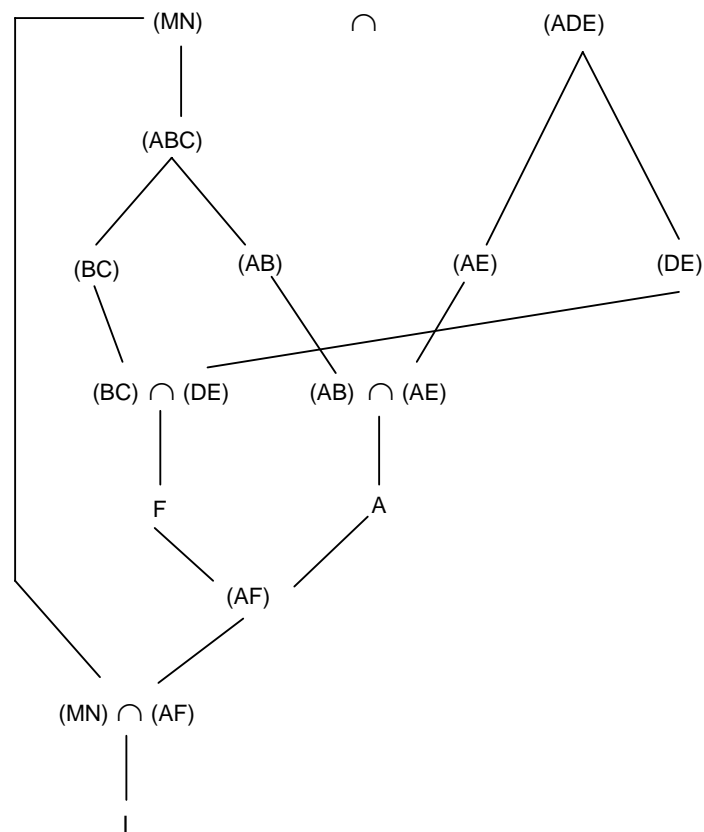 (MN) ∩ (ADE)
(ABC)
(BC) (AB) (AE) (DE)
(BC) ∩ (DE) (AB) ∩ (AE)
F A
(AF)
(MN) ∩ (AF)
I